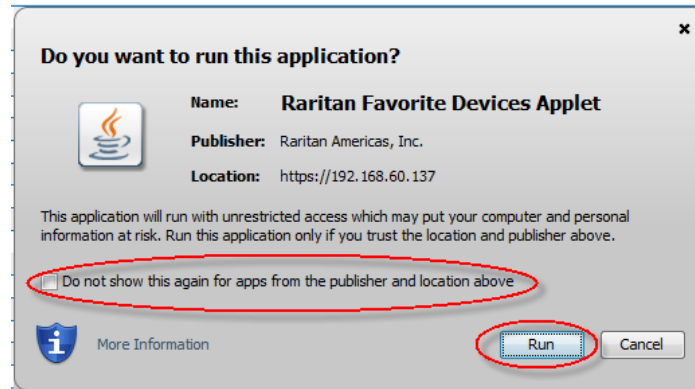 Do you want to run this application?
Name: Raritan Favorite Devices Applet
Publisher: Raritan Americas, Inc.
Location: https://192.168.60.137
This application will run with unrestricted access which may put your computer and personal
information at risk. Run this application only if you trust the location and publisher above.
Do not show this again for apps from the publisher and location above
More Information
Run Cancel